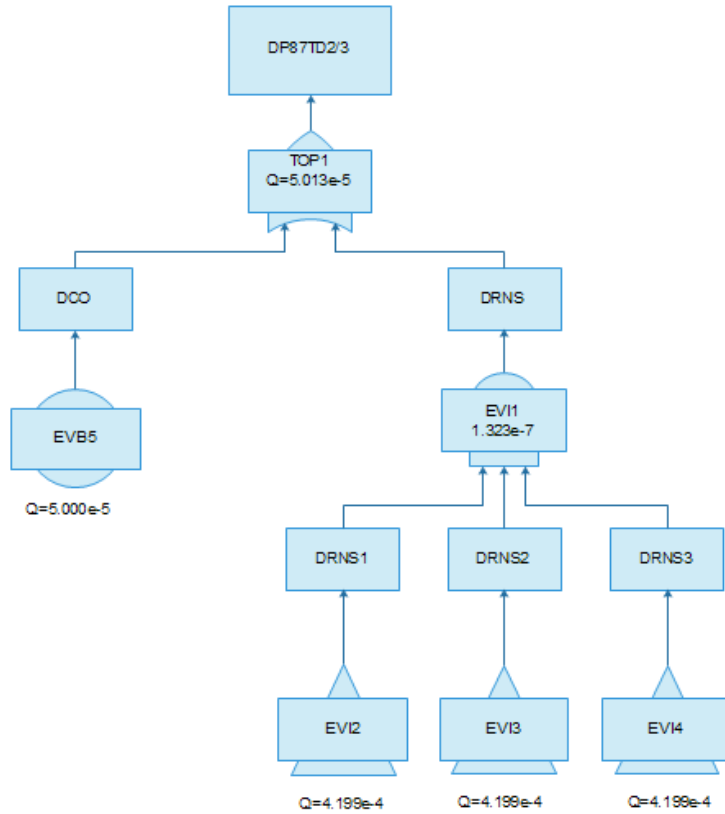 DP87TD2/3
TOP1
Q=5.013e-5
DCO
DRNS
EVB5
EVI1
1.323e-7
Q=5.000e-5
DRNS1
DRNS2
DRNS3
EVI2
EVI3
EVI4
Q=4.199e-4
Q=4.199e-4
Q=4.199e-4